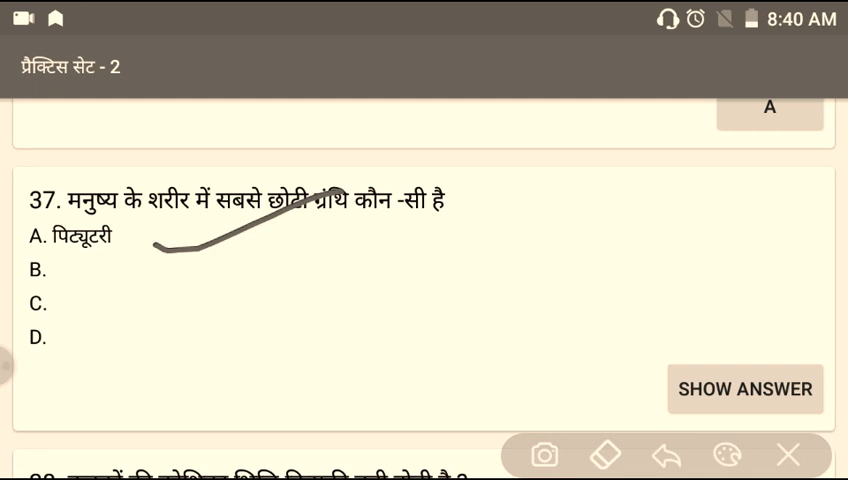 8:40 AM
प्रैक्टिस सेट - 2
A
37. मनुष्य के शरीर में सबसे छोटी ग्रंथि कौन -सी है
A. पिट्यूटरी
B.
C.
D.
SHOW ANSWER